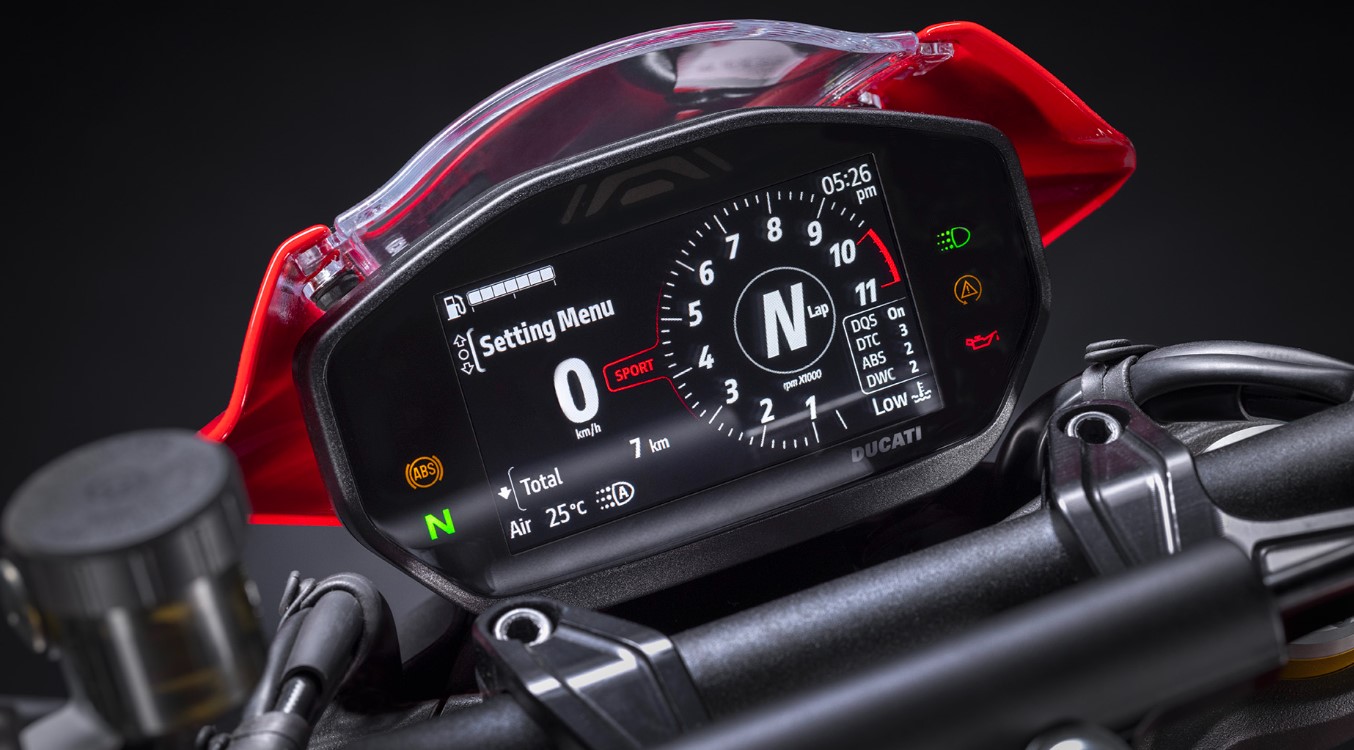 05:26
pm
Setting Menu
0
km/h
SPORT
7 km
Total
Air 25°C
A
1
2
3
4
5
6
7
8
9
10
11
N
Lap
rpm X1000
DQS On
DTC 3
ABS 2
DWC 2
Low
DUCATI
ABS
N